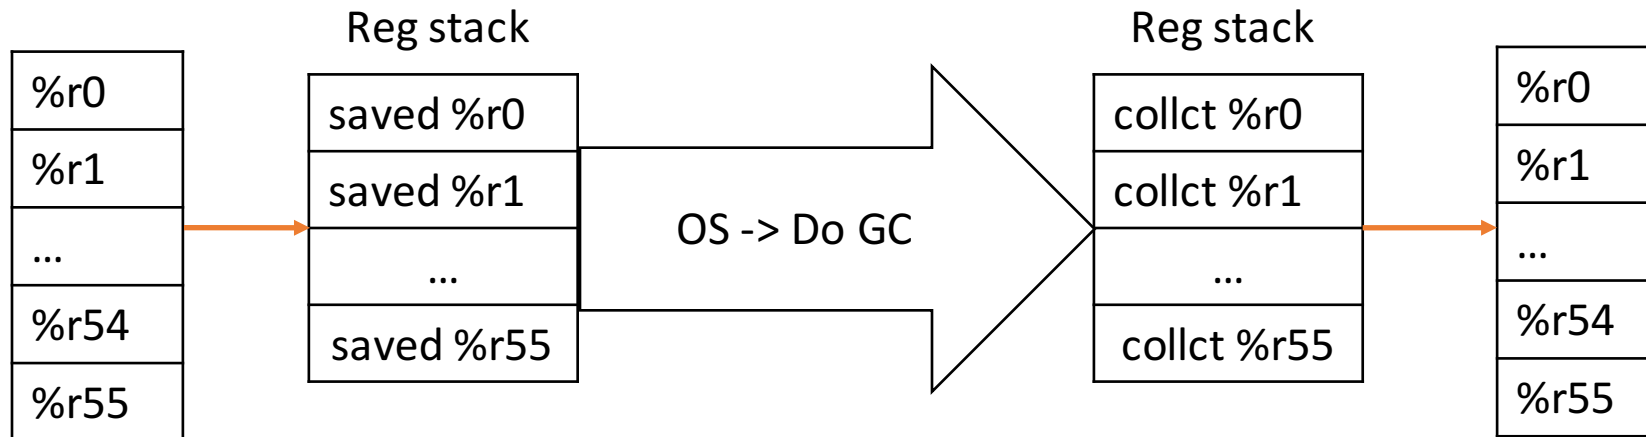 %r0
%r1
...
%r54
%r55
Reg stack
saved %r0
saved %r1
...
saved %r55
OS -> Do GC
Reg stack
collct %r0
collct %r1
...
collct %r55
%r0
%r1
...
%r54
%r55